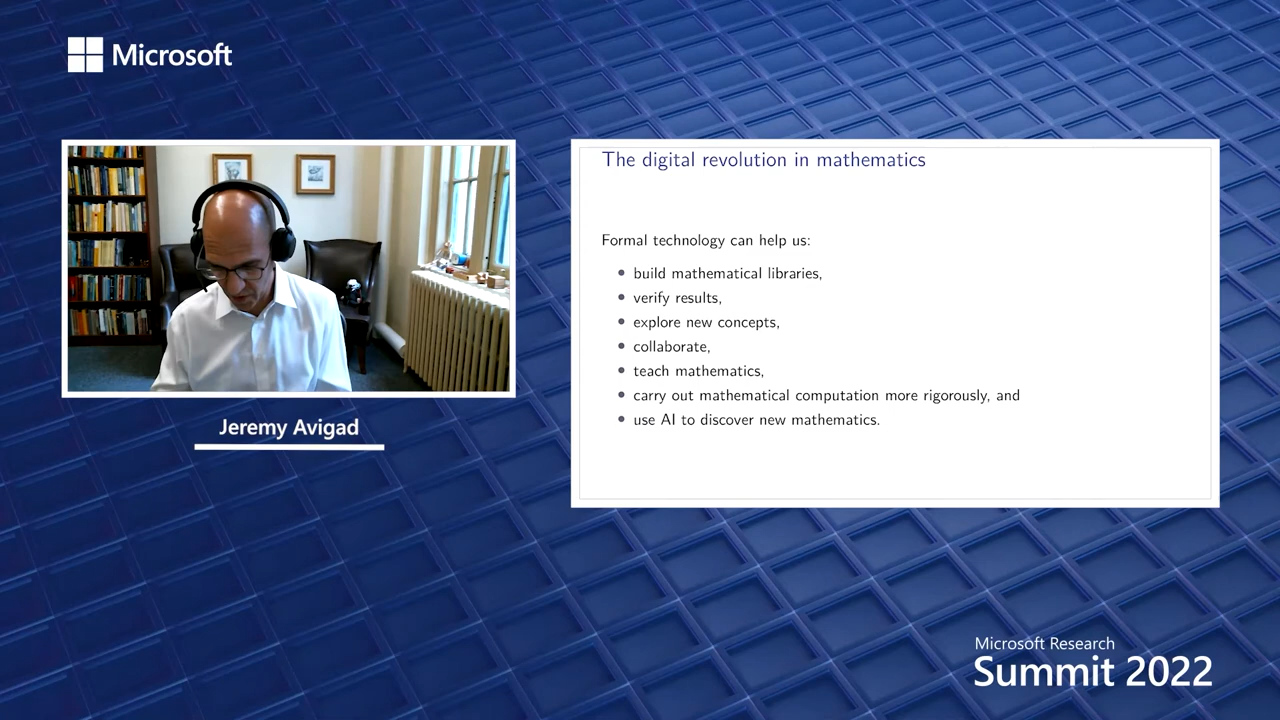 Microsoft
Jeremy Avigad
The digital revolution in mathematics
Formal technology can help us:
• build mathematical libraries,
• verify results,
• explore new concepts,
• collaborate,
• teach mathematics,
• carry out mathematical computation more rigorously, and
• use AI to discover new mathematics.
Microsoft Research
Summit 2022